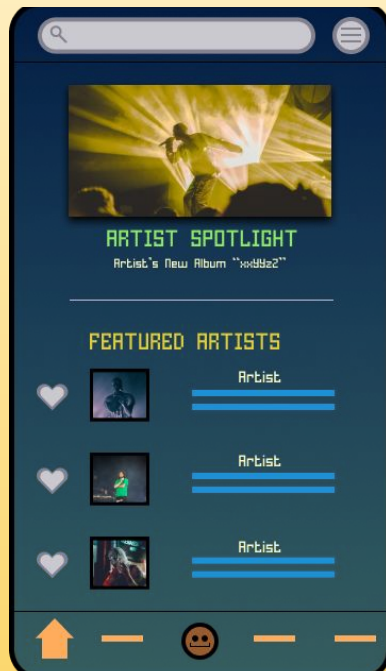 ARTIST SPOTLIGHT
Artist's New Album "xxYYzZ"
FEATURED ARTISTS
Artist
Artist
Artist